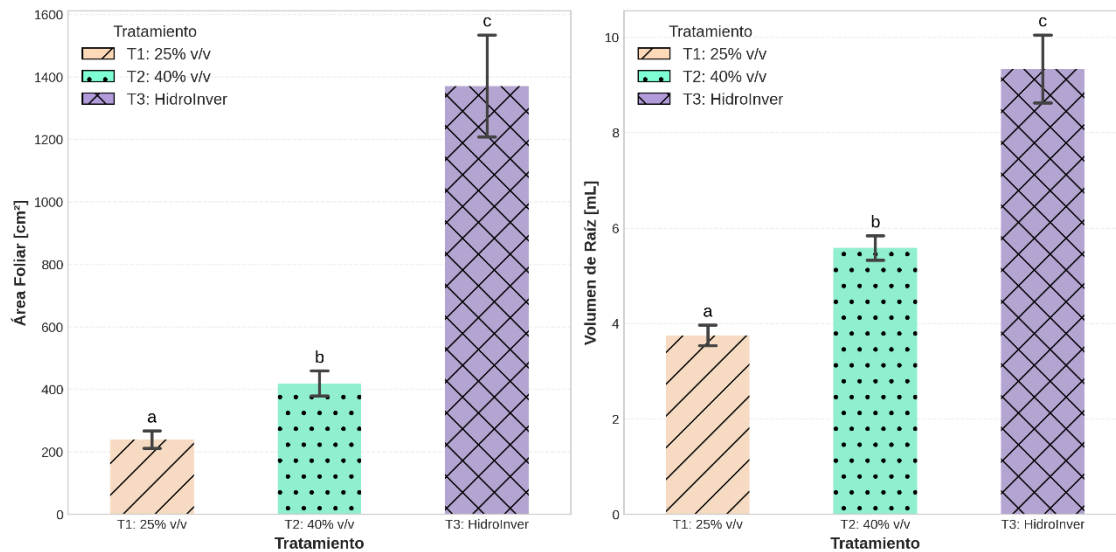 1600
1400
1200
1000
800
600
400
200
0
Área Foliar [cm²]
Tratamiento
T1: 25% v/v
T2: 40% v/v
T3: HidroInver
a
b
c
T1: 25% v/v
T2: 40% v/v
T3: HidroInver
Tratamiento
10
8
6
4
2
0
Volumen de Raíz [mL]
Tratamiento
T1: 25% v/v
T2: 40% v/v
T3: HidroInver
a
b
c
T1: 25% v/v
T2: 40% v/v
T3: HidroInver
Tratamiento